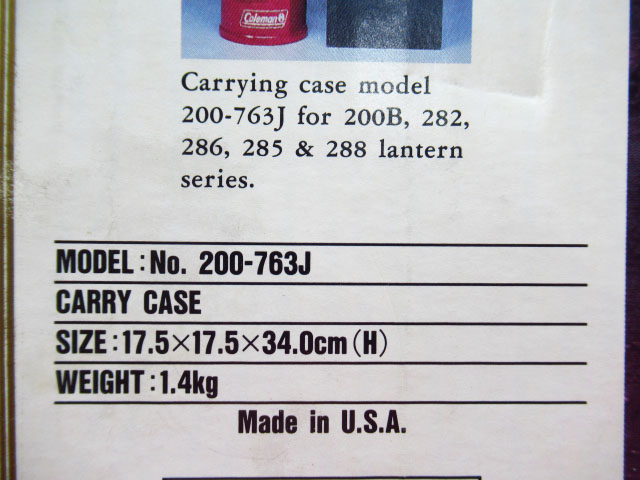 Coleman
Carrying case model
200-763J for 200B, 282,
286, 285 & 288 lantern
series.
MODEL:No. 200-763J
CARRY CASE
SIZE:17.5×17.5×34.0cm(H)
WEIGHT:1.4kg
Made in U.S.A.